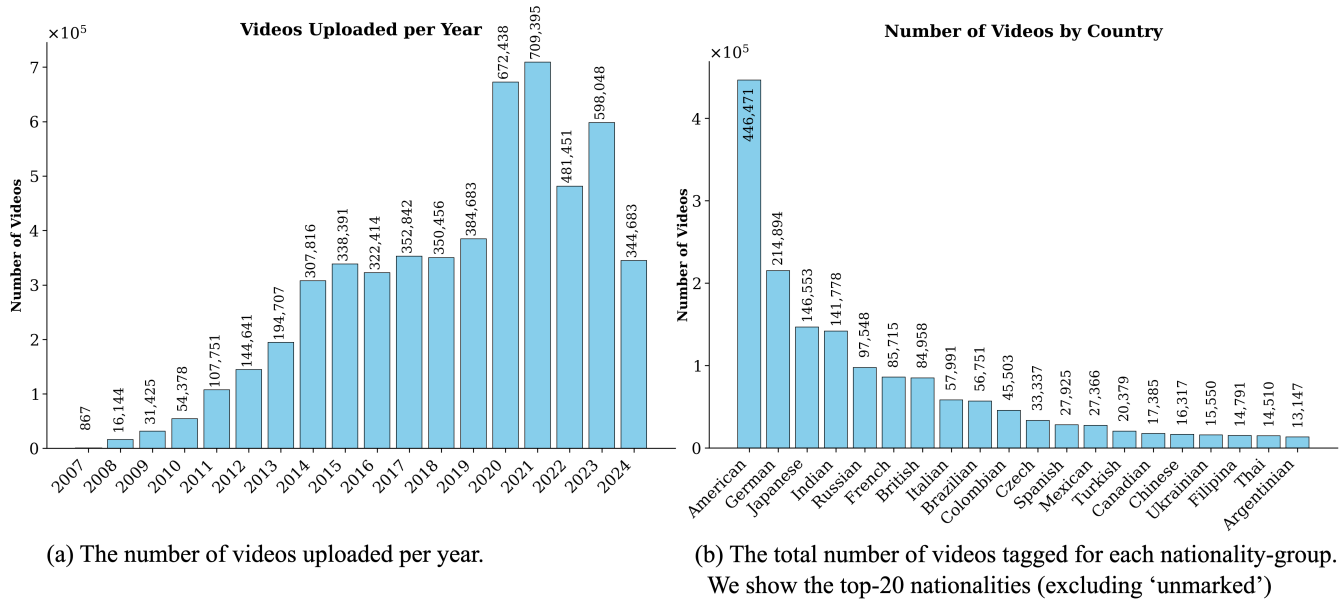 Videos Uploaded per Year
×10⁵
Number of Videos
7
6
5
4
3
2
1
0
867
16,144
31,425
54,378
107,751
144,641
194,707
307,816
338,391
322,414
352,842
350,456
384,683
672,438
709,395
481,451
598,048
344,683
2007
2008
2009
2010
2011
2012
2013
2014
2015
2016
2017
2018
2019
2020
2021
2022
2023
2024
(a) The number of videos uploaded per year.
Number of Videos by Country
×10⁵
Number of Videos
4
3
2
1
0
446,471
214,894
146,553
141,778
97,548
85,715
84,958
57,991
56,751
45,503
33,337
27,925
27,366
20,379
17,385
16,317
15,550
14,791
14,510
13,147
American
German
Japanese
Indian
Russian
French
British
Italian
Brazilian
Colombian
Czech
Spanish
Mexican
Turkish
Canadian
Chinese
Ukrainian
Filipina
Thai
Argentinian
(b) The total number of videos tagged for each nationality-group.
We show the top-20 nationalities (excluding ‘unmarked’)